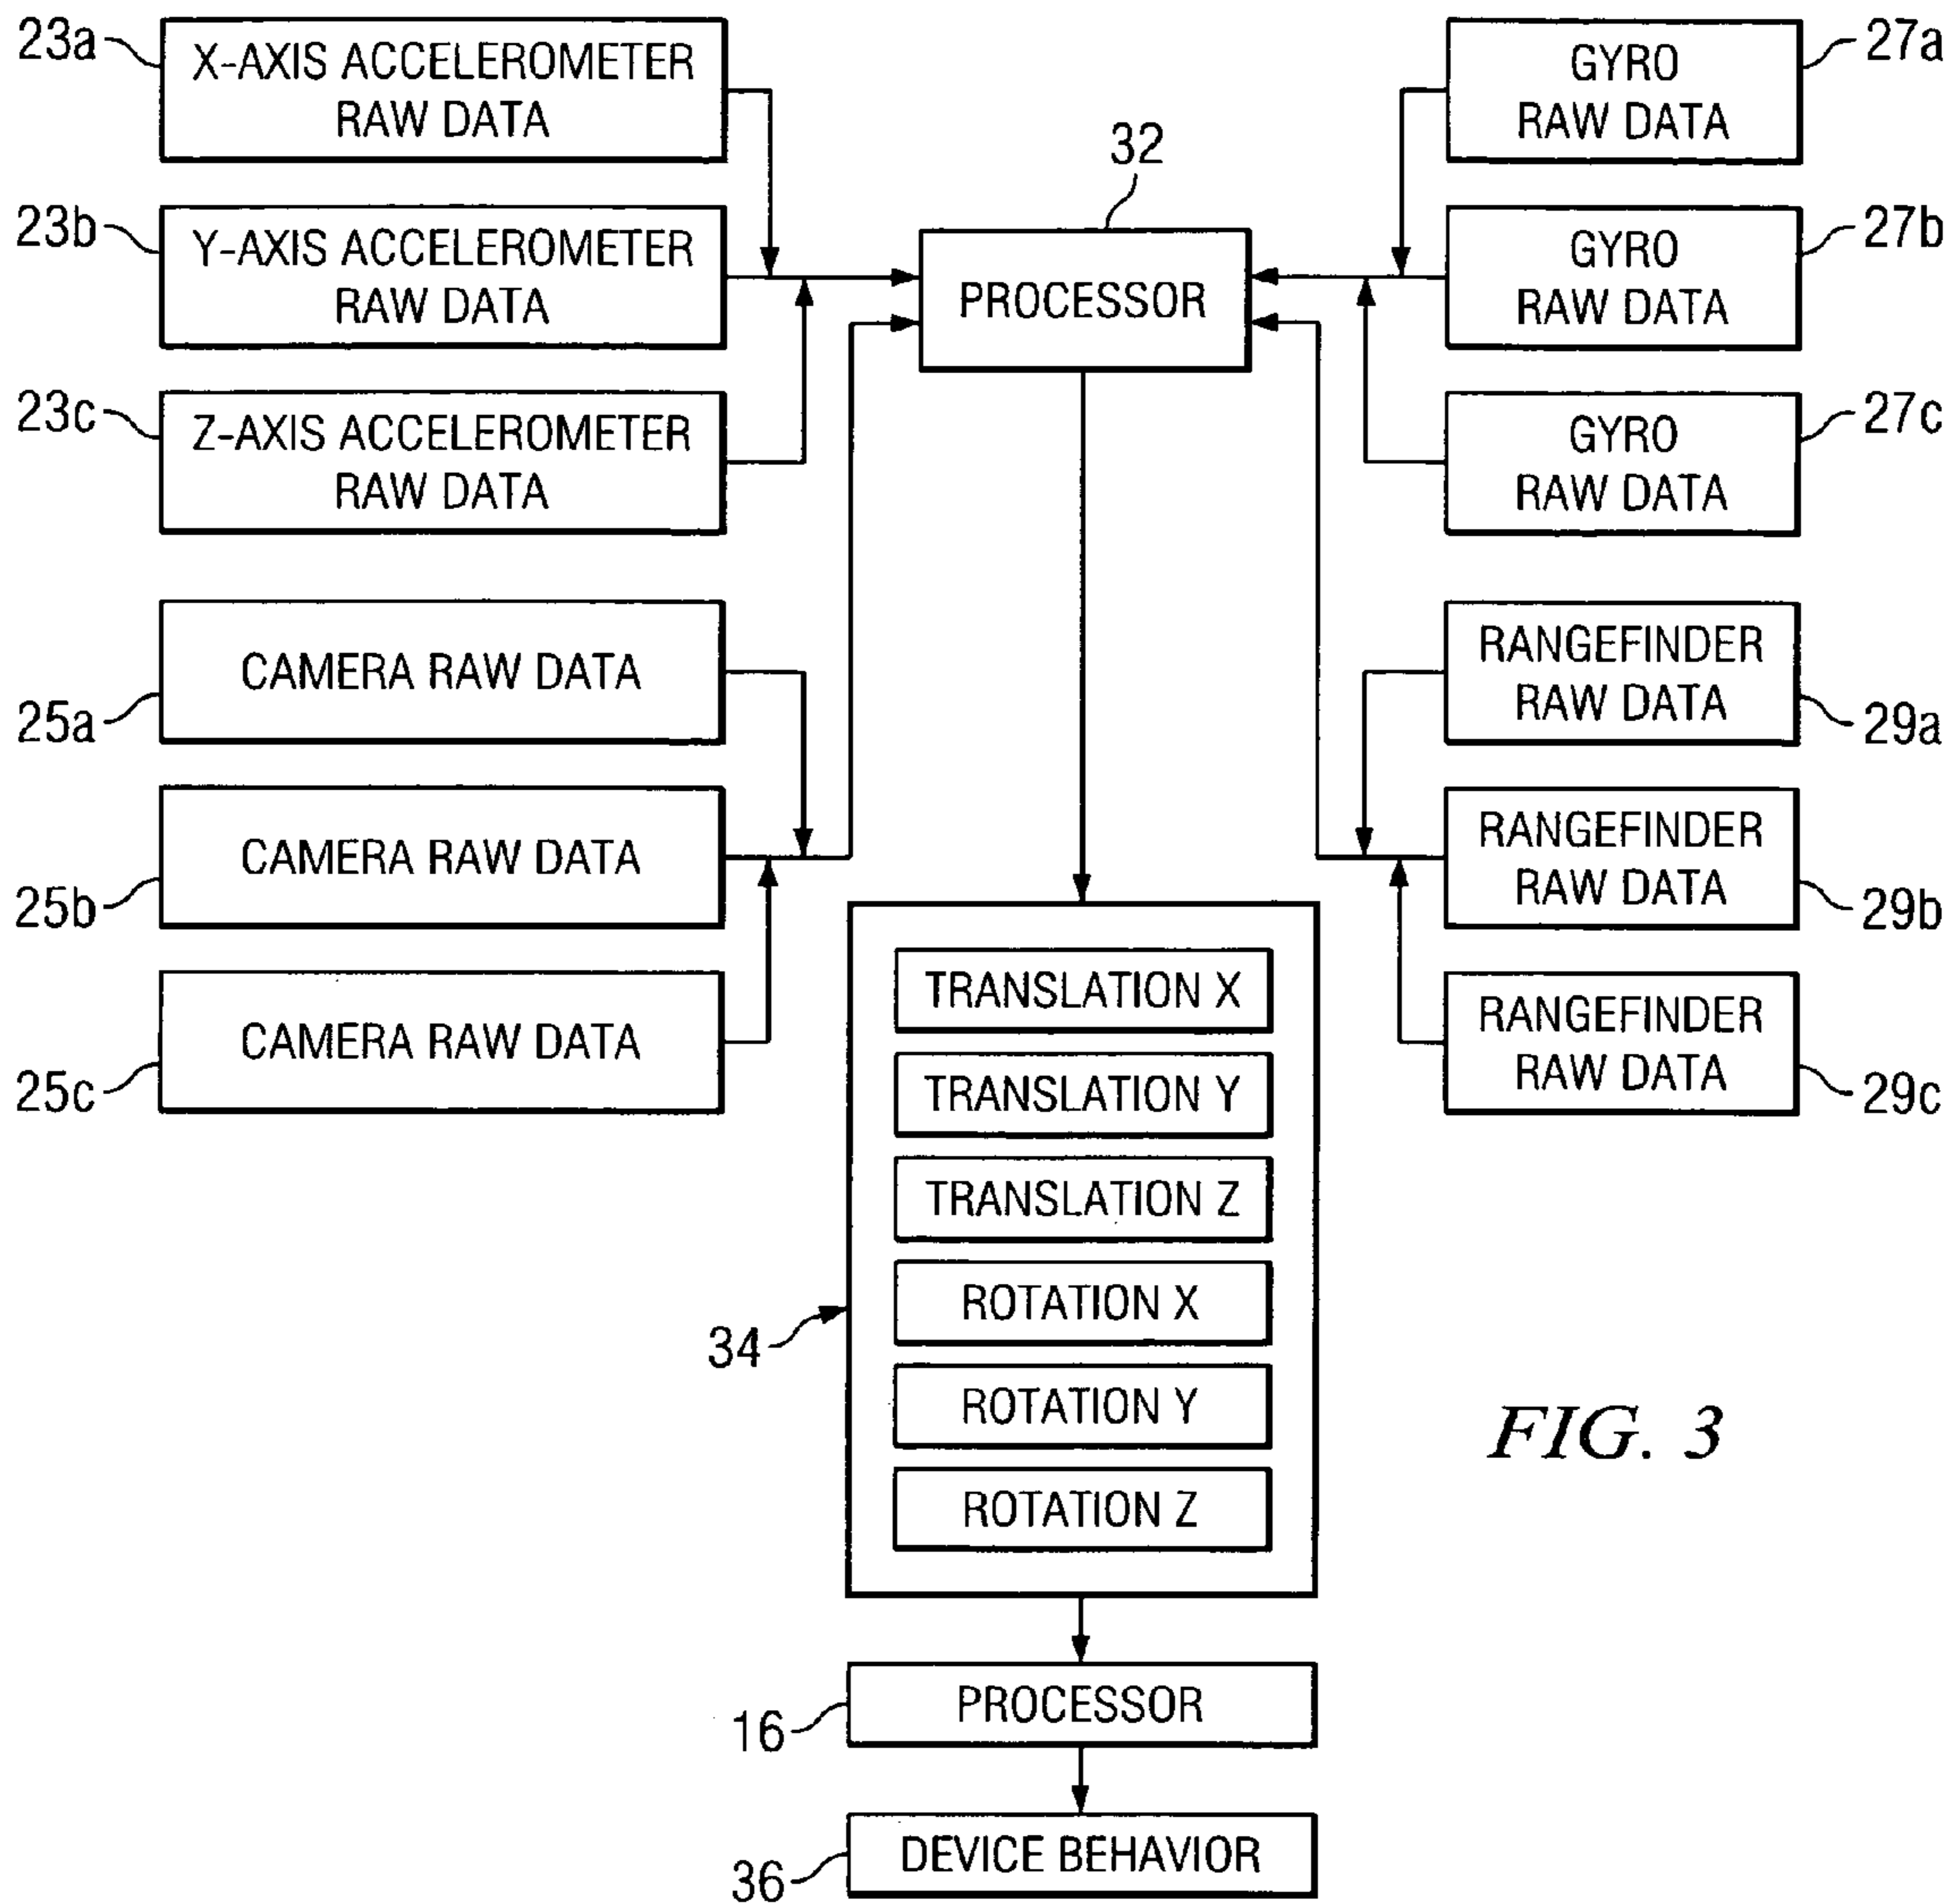 23a
X-AXIS ACCELEROMETER
RAW DATA
23b
Y-AXIS ACCELEROMETER
RAW DATA
23c
Z-AXIS ACCELEROMETER
RAW DATA
25a
CAMERA RAW DATA
25b
CAMERA RAW DATA
25c
CAMERA RAW DATA
32
PROCESSOR
27a
GYRO
RAW DATA
27b
GYRO
RAW DATA
27c
GYRO
RAW DATA
29a
RANGEFINDER
RAW DATA
29b
RANGEFINDER
RAW DATA
29c
RANGEFINDER
RAW DATA
34
TRANSLATION X
TRANSLATION Y
TRANSLATION Z
ROTATION X
ROTATION Y
ROTATION Z
16
PROCESSOR
36
DEVICE BEHAVIOR
FIG. 3